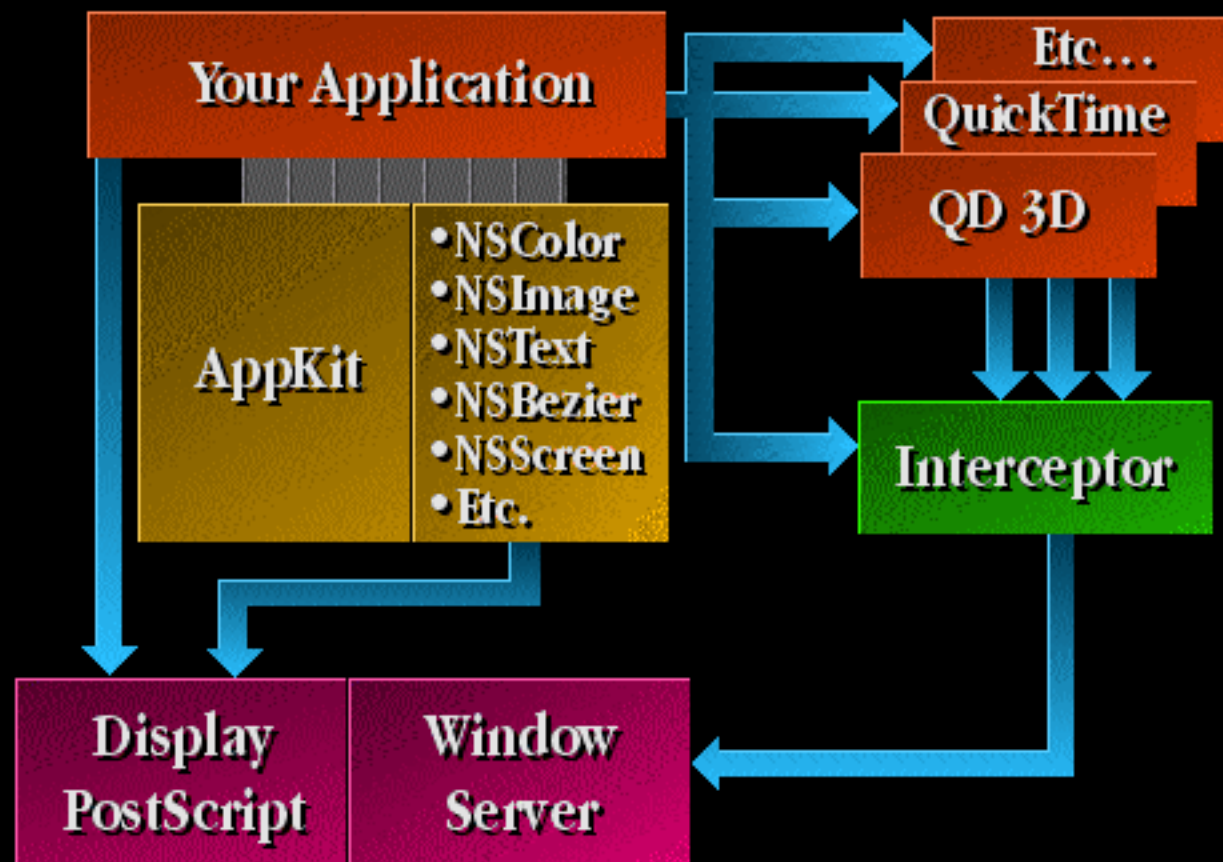 Your Application
Etc...
QuickTime
QD 3D
AppKit
•NSColor
•NSImage
•NSText
•NSBezier
•NSScreen
•Etc.
Interceptor
Display
PostScript
Window
Server